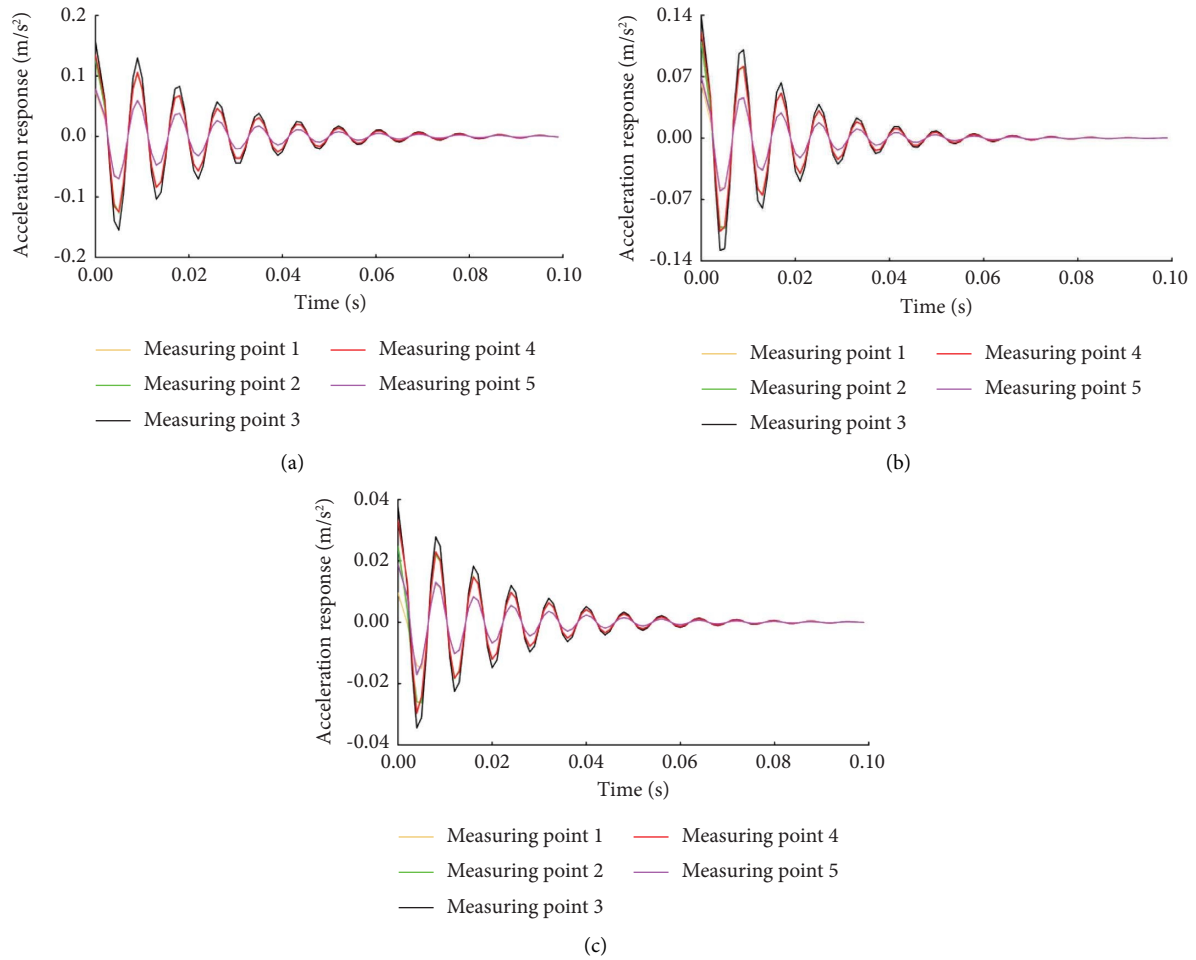 Acceleration response (m/s²)
0.2
0.1
0.0
-0.1
-0.2
0.00 0.02 0.04 0.06 0.08 0.10
Time (s)
Measuring point 1 Measuring point 4
Measuring point 2 Measuring point 5
Measuring point 3
(a)
Acceleration response (m/s²)
0.14
0.07
0.00
-0.07
-0.14
0.00 0.02 0.04 0.06 0.08 0.10
Time (s)
Measuring point 1 Measuring point 4
Measuring point 2 Measuring point 5
Measuring point 3
(b)
Acceleration response (m/s²)
0.04
0.02
0.00
-0.02
-0.04
0.00 0.02 0.04 0.06 0.08 0.10
Time (s)
Measuring point 1 Measuring point 4
Measuring point 2 Measuring point 5
Measuring point 3
(c)